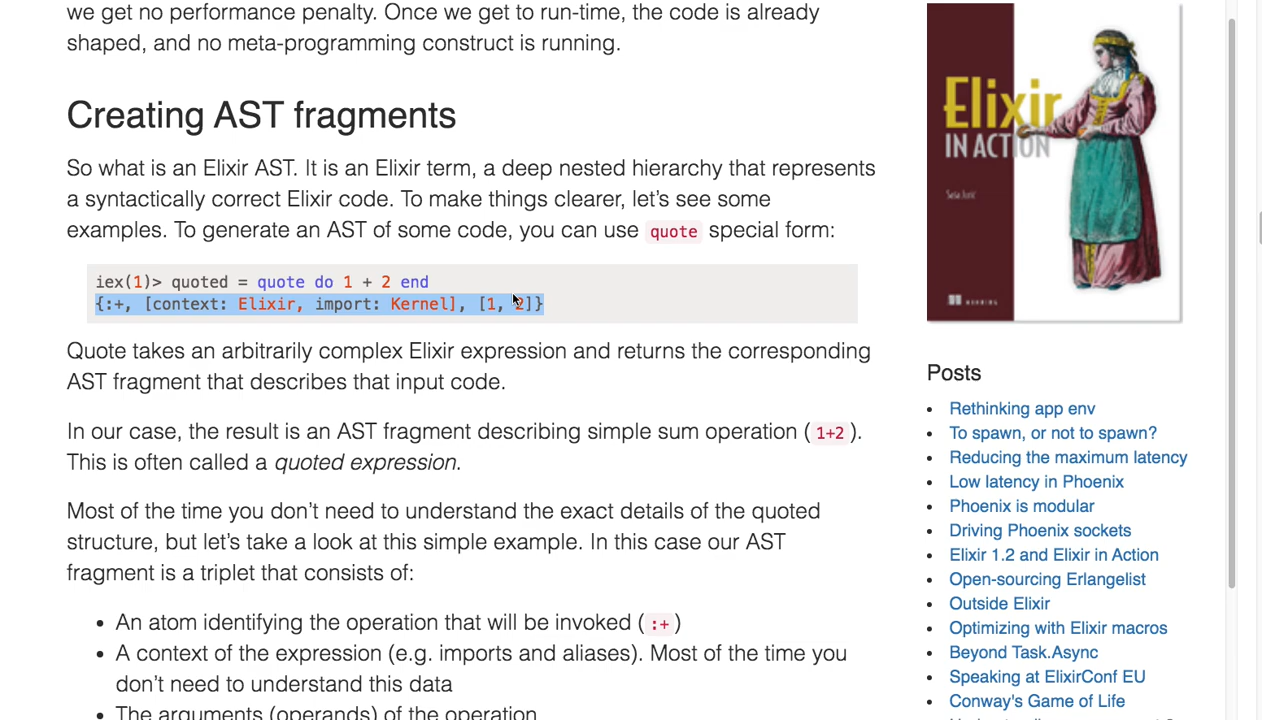 we get no performance penalty. Once we get to run-time, the code is already
shaped, and no meta-programming construct is running.
Creating AST fragments
So what is an Elixir AST. It is an Elixir term, a deep nested hierarchy that represents
a syntactically correct Elixir code. To make things clearer, let’s see some
examples. To generate an AST of some code, you can use quote special form:
iex(1)> quoted = quote do 1 + 2 end
{:+, [context: Elixir, import: Kernel], [1, 2]}
Quote takes an arbitrarily complex Elixir expression and returns the corresponding
AST fragment that describes that input code.
In our case, the result is an AST fragment describing simple sum operation ( 1+2 ).
This is often called a quoted expression.
Most of the time you don’t need to understand the exact details of the quoted
structure, but let’s take a look at this simple example. In this case our AST
fragment is a triplet that consists of:
• An atom identifying the operation that will be invoked ( :+ )
• A context of the expression (e.g. imports and aliases). Most of the time you
don’t need to understand this data
• The arguments (operands) of the operation
Elixir
IN ACTION
MANNING
Posts
• Rethinking app env
• To spawn, or not to spawn?
• Reducing the maximum latency
• Low latency in Phoenix
• Phoenix is modular
• Driving Phoenix sockets
• Elixir 1.2 and Elixir in Action
• Open-sourcing Erlangelist
• Outside Elixir
• Optimizing with Elixir macros
• Beyond Task.Async
• Speaking at ElixirConf EU
• Conway's Game of Life